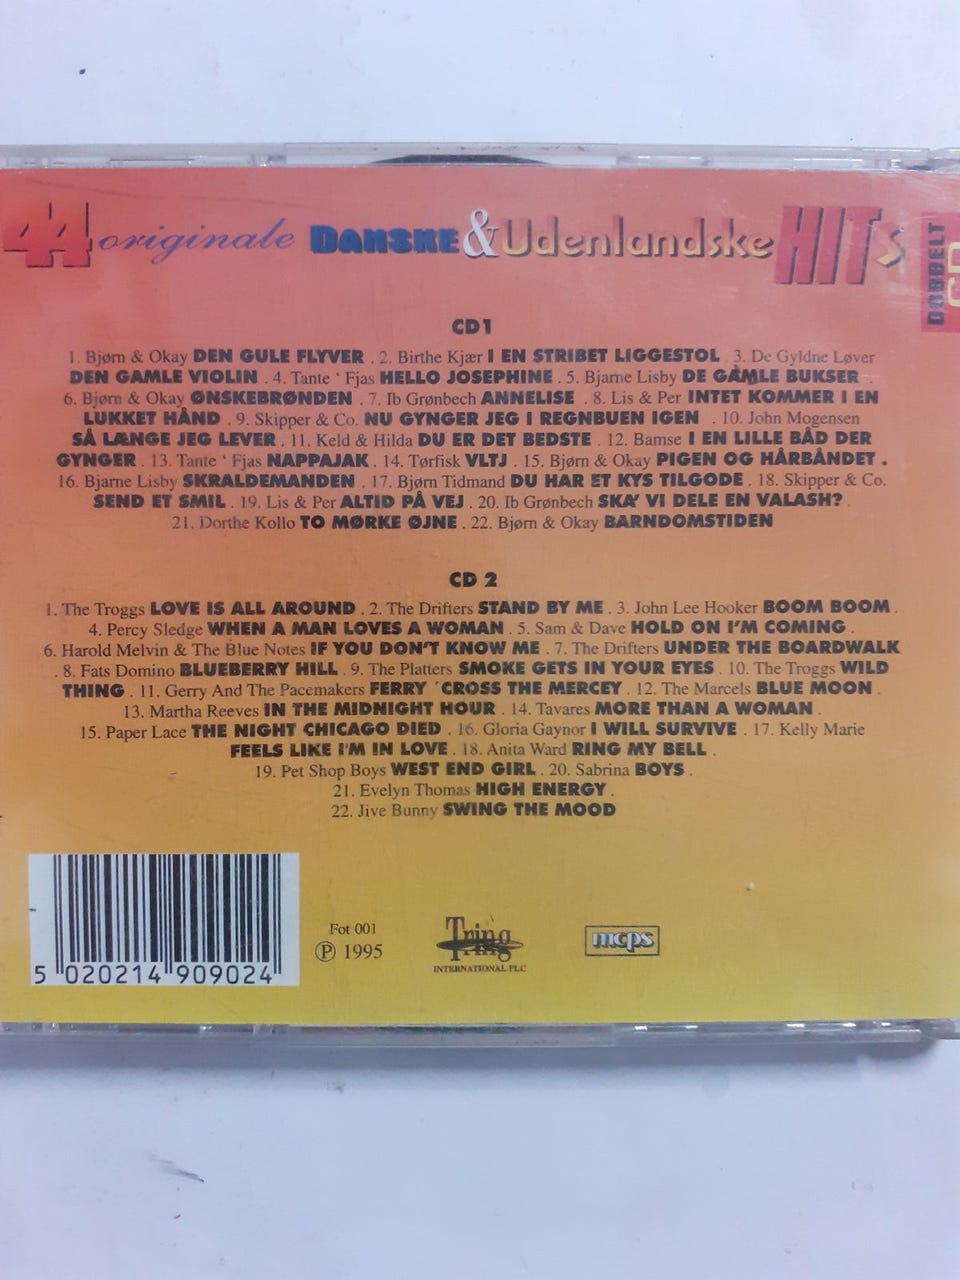 44 originale DANSKE & Udenlandske HITs
DOBBELT CD
CD 1
1. Bjørn & Okay DEN GULE FLYVER . 2. Birthe Kjær I EN STRIBET LIGGESTOL . 3. De Gyldne Løver
DEN GAMLE VIOLIN . 4. Tante ' Fjas HELLO JOSEPHINE . 5. Bjarne Lisby DE GAMLE BUKSER .
6. Bjørn & Okay ØNSKEBRØNDEN . 7. Ib Grønbech ANNELISE . 8. Lis & Per INTET KOMMER I EN
LUKKET HÅND . 9. Skipper & Co. NU GYNGER JEG I REGNBUEN IGEN . 10. John Mogensen
SÅ LÆNGE JEG LEVER . 11. Keld & Hilda DU ER DET BEDSTE . 12. Bamse I EN LILLE BÅD DER
GYNGER . 13. Tante ' Fjas NAPPAJAK . 14. Tørfisk VLTJ . 15. Bjørn & Okay PIGEN OG HÅRBÅNDET .
16. Bjarne Lisby SKRALDEMANDEN . 17. Bjørn Tidmand DU HAR ET KYS TILGODE . 18. Skipper & Co.
SEND ET SMIL . 19. Lis & Per ALTID PÅ VEJ . 20. Ib Grønbech SKA' VI DELE EN VALASH? .
21. Dorthe Kollo TO MØRKE ØJNE . 22. Bjørn & Okay BARNDOMSTIDEN
CD 2
1. The Troggs LOVE IS ALL AROUND . 2. The Drifters STAND BY ME . 3. John Lee Hooker BOOM BOOM .
4. Percy Sledge WHEN A MAN LOVES A WOMAN . 5. Sam & Dave HOLD ON I'M COMING .
6. Harold Melvin & The Blue Notes IF YOU DON'T KNOW ME . 7. The Drifters UNDER THE BOARDWALK
. 8. Fats Domino BLUEBERRY HILL . 9. The Platters SMOKE GETS IN YOUR EYES . 10. The Troggs WILD
THING . 11. Gerry And The Pacemakers FERRY 'CROSS THE MERCEY . 12. The Marcels BLUE MOON .
13. Martha Reeves IN THE MIDNIGHT HOUR . 14. Tavares MORE THAN A WOMAN .
15. Paper Lace THE NIGHT CHICAGO DIED . 16. Gloria Gaynor I WILL SURVIVE . 17. Kelly Marie
FEELS LIKE I'M IN LOVE . 18. Anita Ward RING MY BELL .
19. Pet Shop Boys WEST END GIRL . 20. Sabrina BOYS .
21. Evelyn Thomas HIGH ENERGY .
22. Jive Bunny SWING THE MOOD
5 020214 909024
Fot 001
℗ 1995
Tring
INTERNATIONAL PLC
mcps